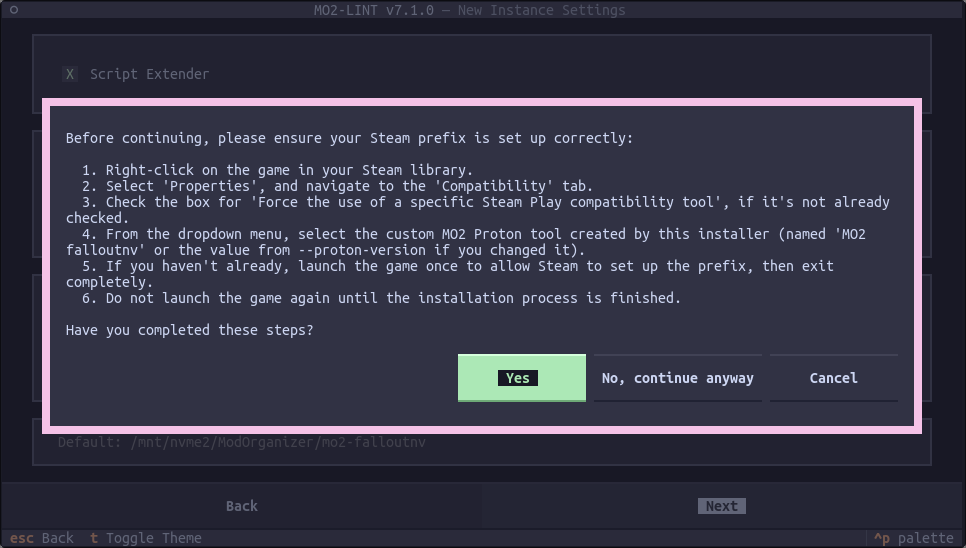 MO2-LINT v7.1.0 — New Instance Settings
X Script Extender
Before continuing, please ensure your Steam prefix is set up correctly:
1. Right-click on the game in your Steam library.
2. Select 'Properties', and navigate to the 'Compatibility' tab.
3. Check the box for 'Force the use of a specific Steam Play compatibility tool', if it's not already
checked.
4. From the dropdown menu, select the custom MO2 Proton tool created by this installer (named 'MO2
falloutnv' or the value from --proton-version if you changed it).
5. If you haven't already, launch the game once to allow Steam to set up the prefix, then exit
completely.
6. Do not launch the game again until the installation process is finished.
Have you completed these steps?
Yes No, continue anyway Cancel
Default: /mnt/nvme2/ModOrganizer/mo2-falloutnv
Back Next
esc Back t Toggle Theme ^p palette